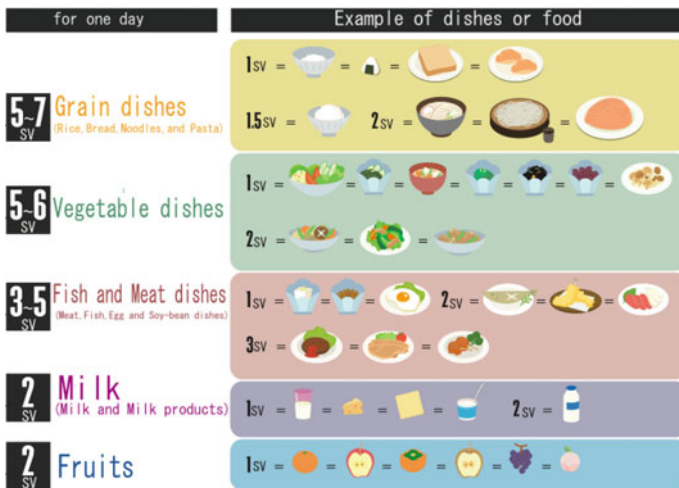 for one day
Example of dishes or food
5~7 SV
Grain dishes
(Rice, Bread, Noodles, and Pasta)
1SV = = = =
1.5SV = 2SV = = =
5~6 SV
Vegetable dishes
1SV = = = = = = =
2SV = = =
3~5 SV
Fish and Meat dishes
(Meat, Fish, Egg and Soy-bean dishes)
1SV = = = 2SV = = =
3SV = = =
2 SV
Milk
(Milk and Milk products)
1SV = = = = 2SV =
2 SV
Fruits
1SV = = = = = =